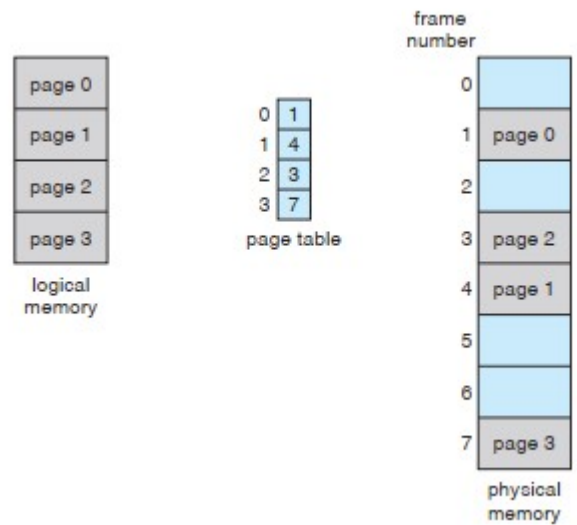 frame
number
page 0
page 1
page 2
page 3
logical
memory
0 1
1 4
2 3
3 7
page table
0
1 page 0
2
3 page 2
4 page 1
5
6
7 page 3
physical
memory